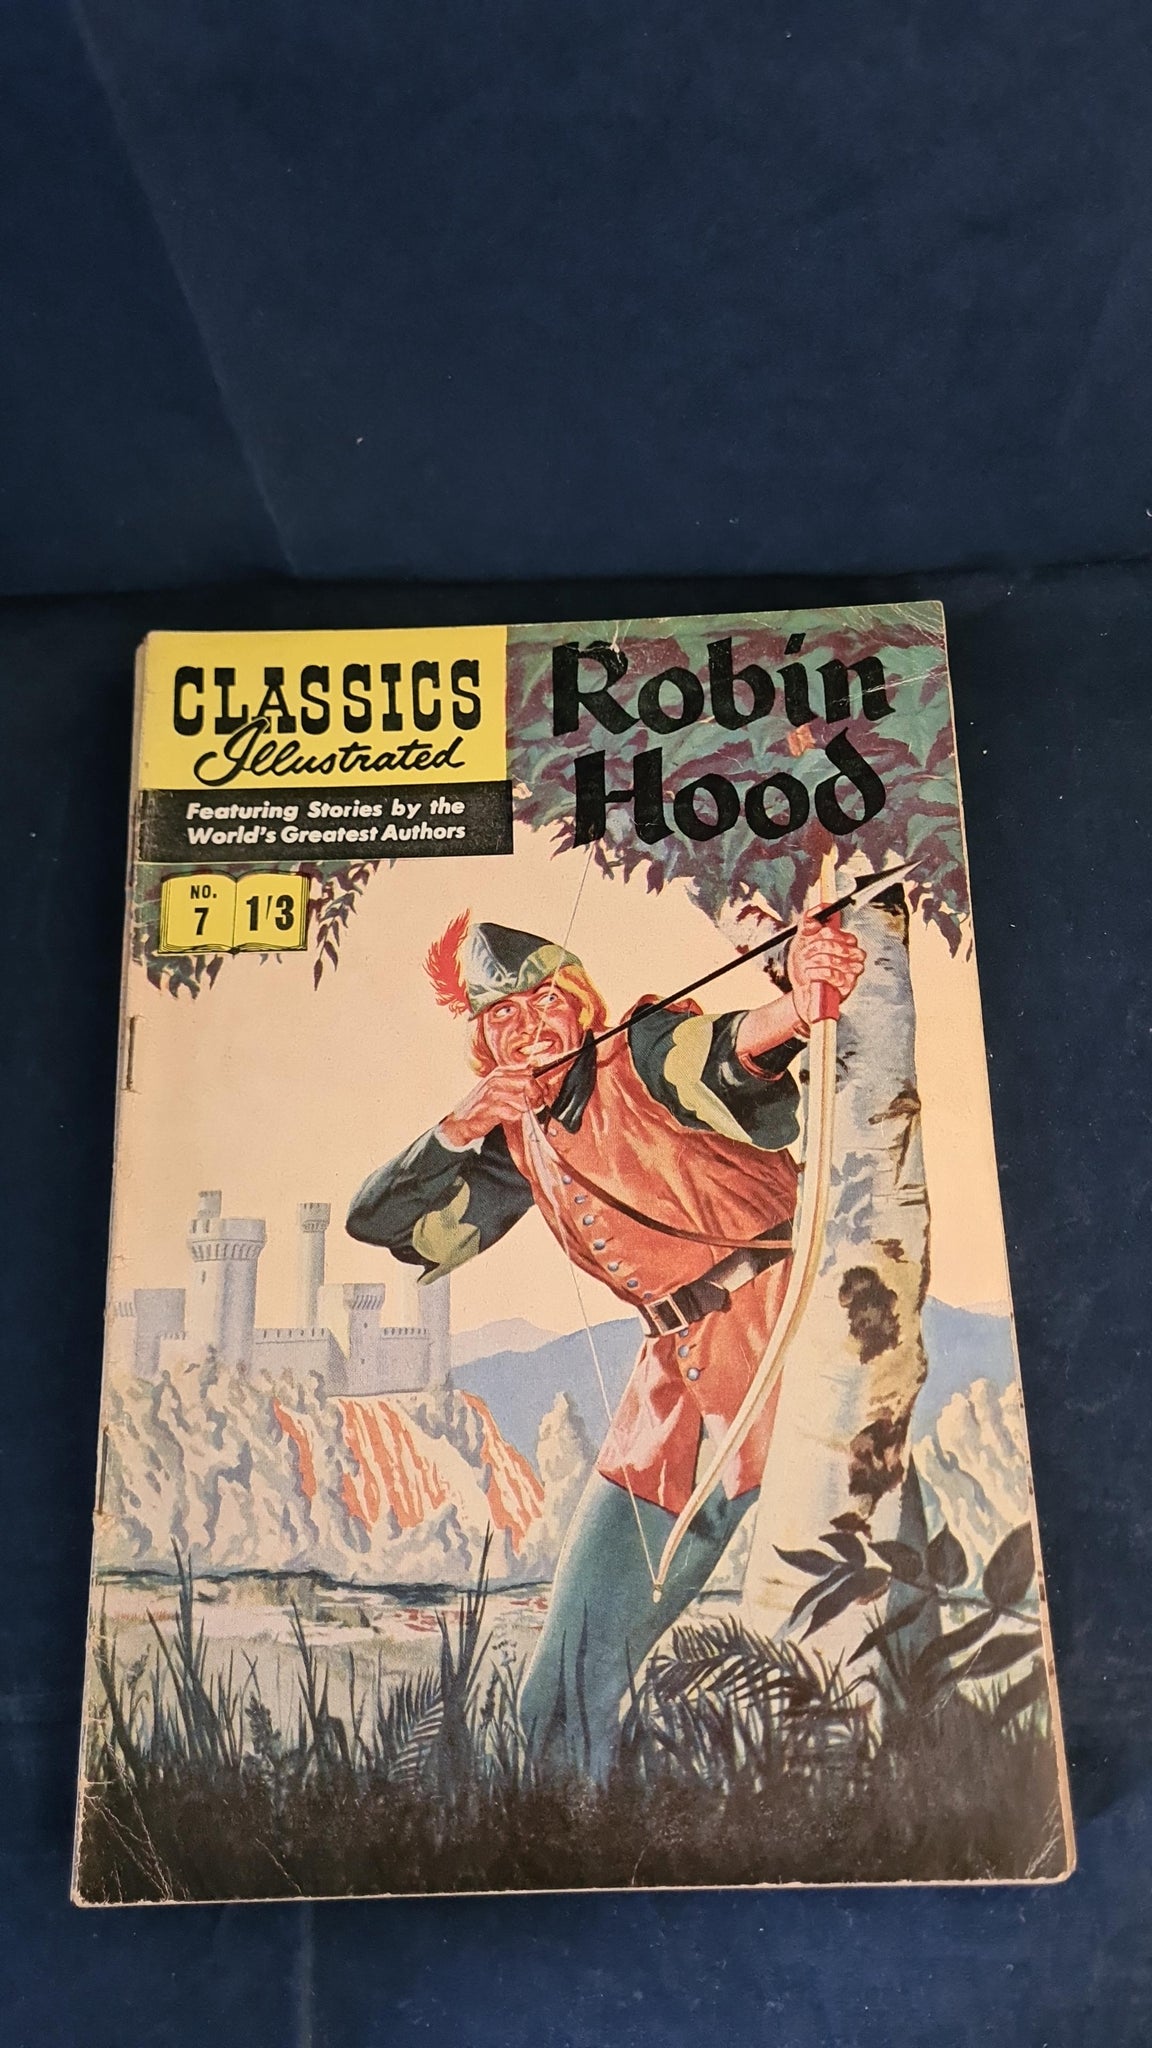 CLASSICS
Illustrated
Featuring Stories by the
World's Greatest Authors
NO.
7
1'/3
Robin
Hood